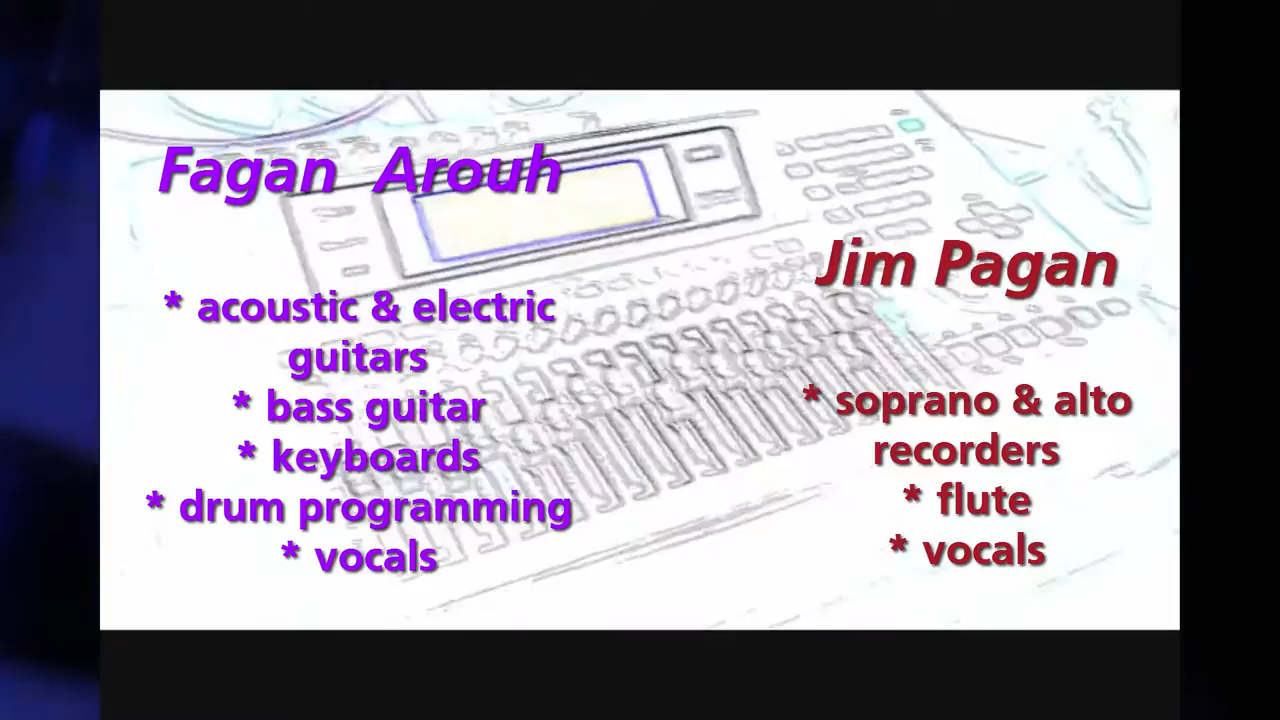 Fagan Arouh
* acoustic & electric
guitars
* bass guitar
* keyboards
* drum programming
* vocals
Jim Pagan
* soprano & alto
recorders
* flute
* vocals